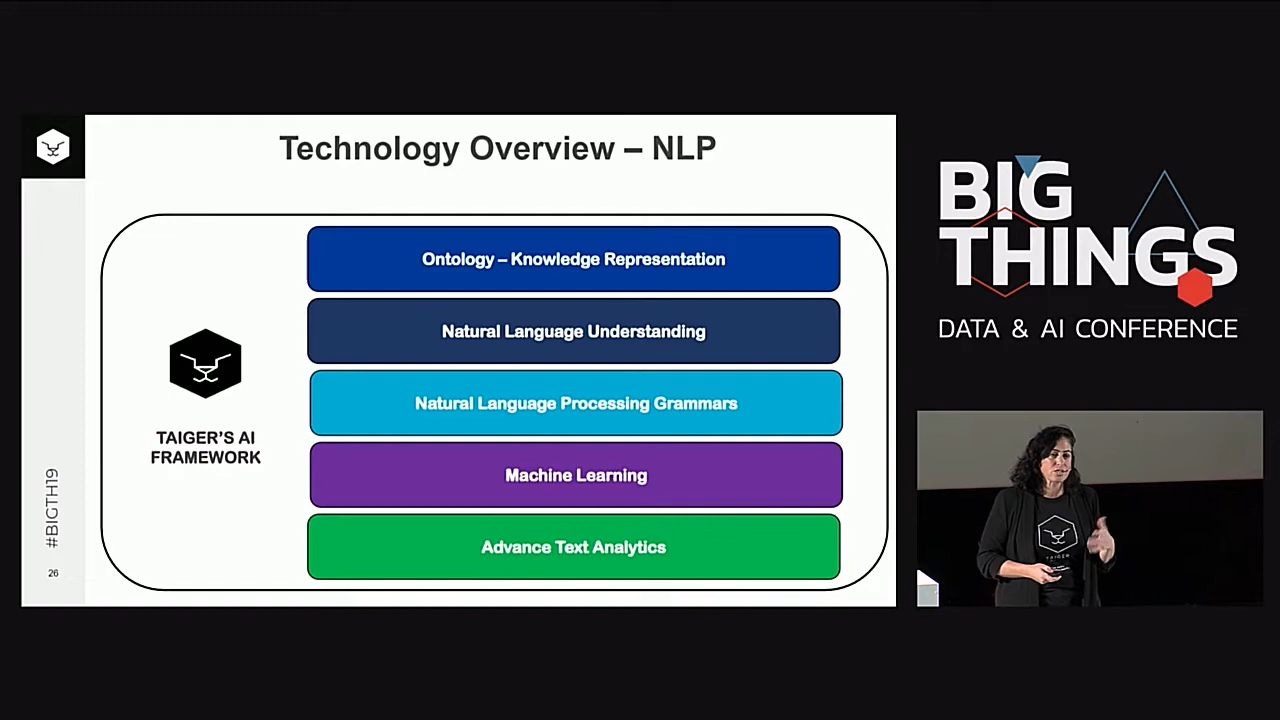 Technology Overview – NLP
Ontology – Knowledge Representation
Natural Language Understanding
Natural Language Processing Grammars
Machine Learning
Advance Text Analytics
TAIGER'S AI
FRAMEWORK
#BIGTH19
26
BIG
THINGS
DATA & AI CONFERENCE
TAIGER